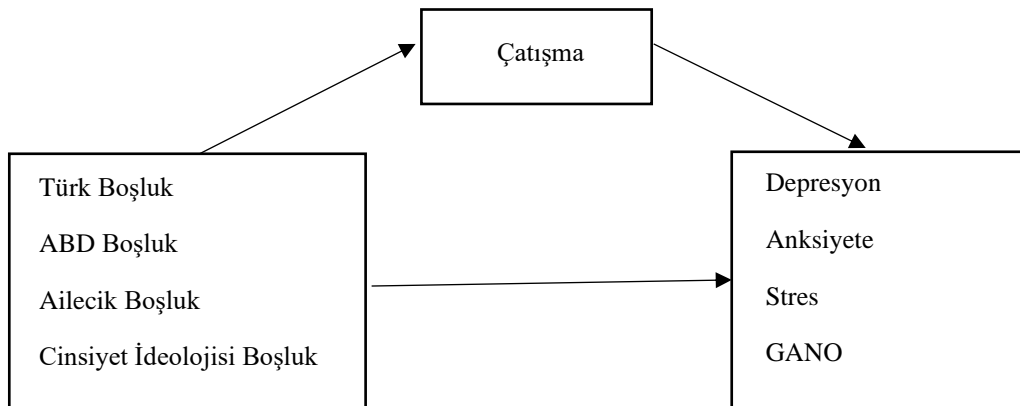 Çatışma
Türk Boşluk
ABD Boşluk
Ailecik Boşluk
Cinsiyet İdeolojisi Boşluk
Depresyon
Anksiyete
Stres
GANO